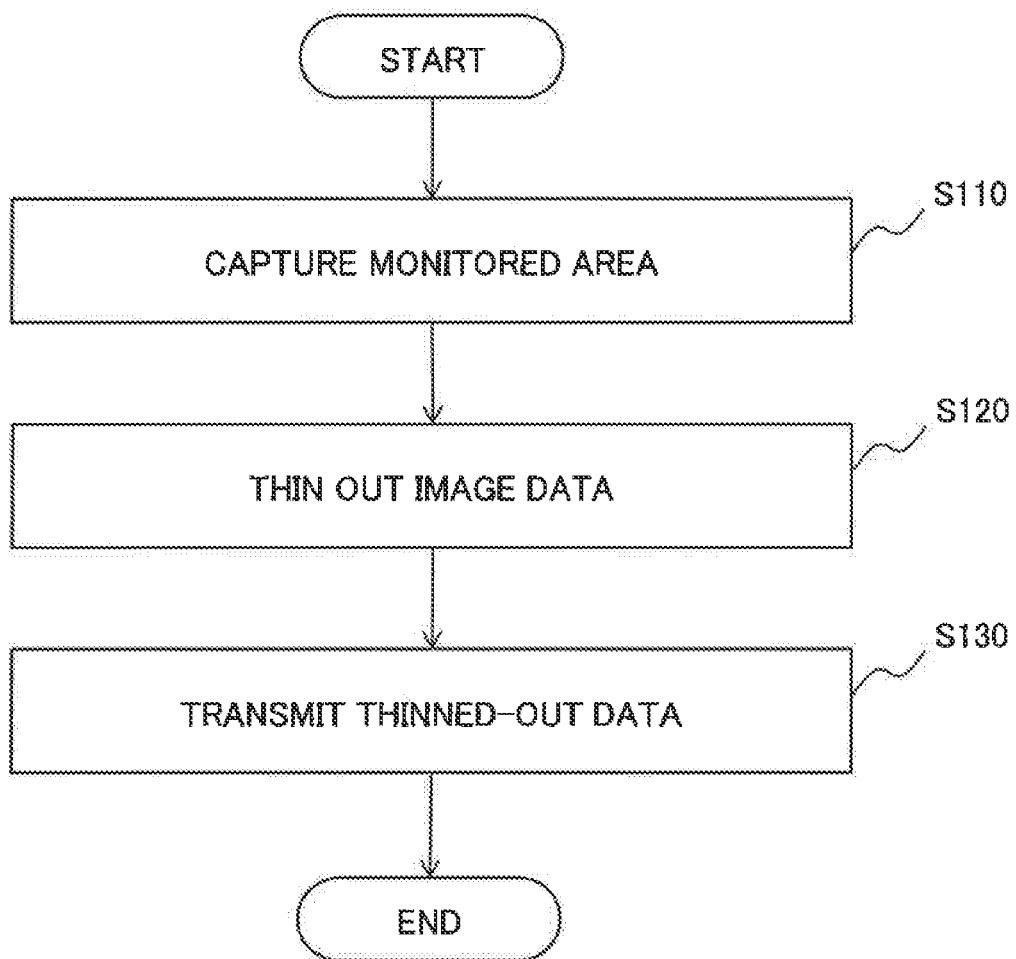 START
S110
CAPTURE MONITORED AREA
S120
THIN OUT IMAGE DATA
S130
TRANSMIT THINNED-OUT DATA
END